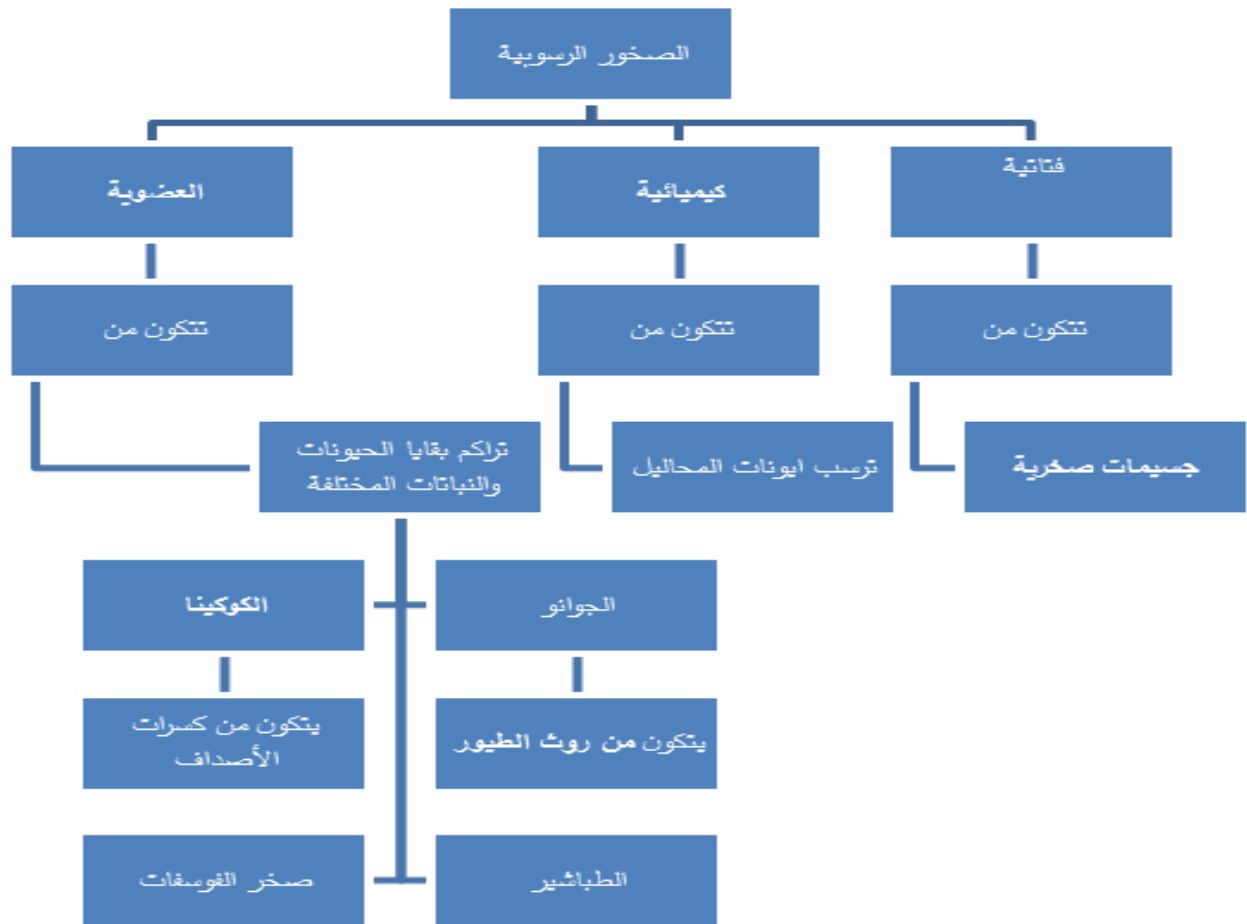 الصخور الرسوبية
فتاتية
كيميائية
العضوية
تتكون من
تتكون من
تتكون من
جسيمات صخرية
ترسب ايونات المحاليل
تراكم بقايا الحيونات
والنباتات المختلفة
الجوانو
الكوكينا
يتكون من روث الطيور
يتكون من كسرات
الأصداف
الطباشير
صخر الفوسفات